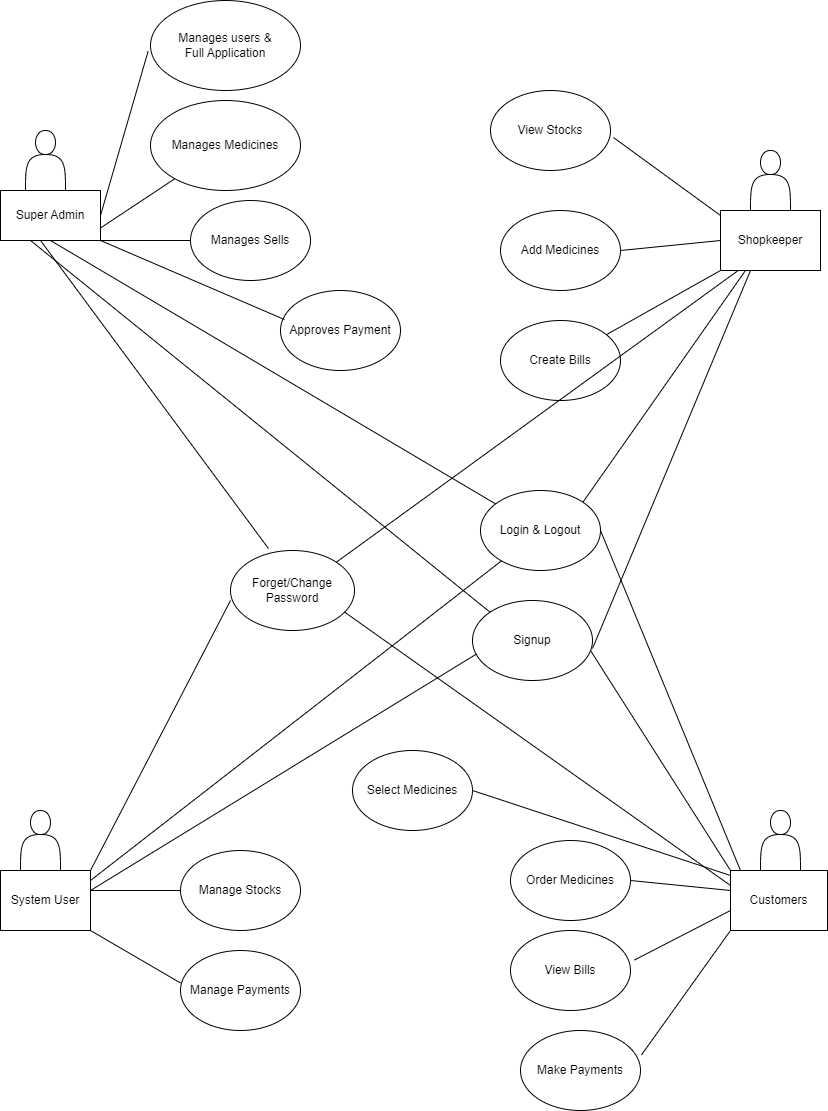 Manages users &
Full Application
Manages Medicines
Super Admin
Manages Sells
Approves Payment
View Stocks
Shopkeeper
Add Medicines
Create Bills
Login & Logout
Forget/Change
Password
Signup
Select Medicines
System User
Manage Stocks
Manage Payments
Order Medicines
Customers
View Bills
Make Payments